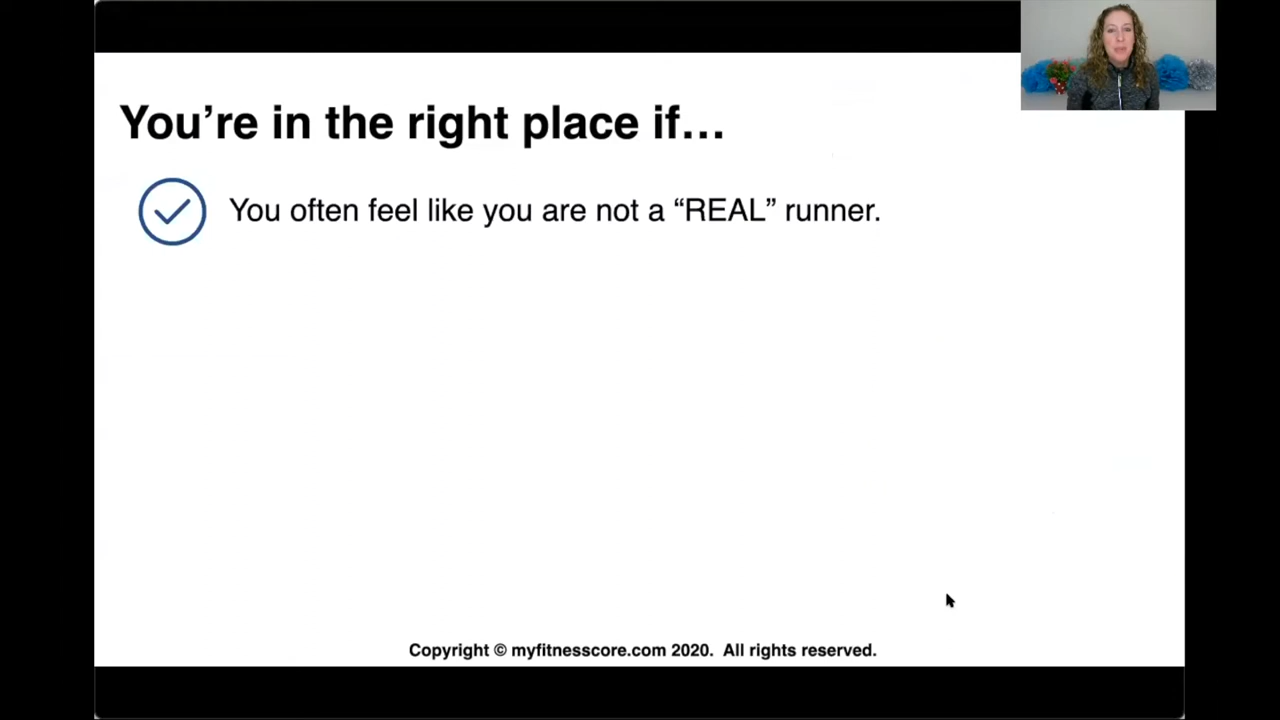 You’re in the right place if…
You often feel like you are not a “REAL” runner.
Copyright © myfitnesscore.com 2020.  All rights reserved.